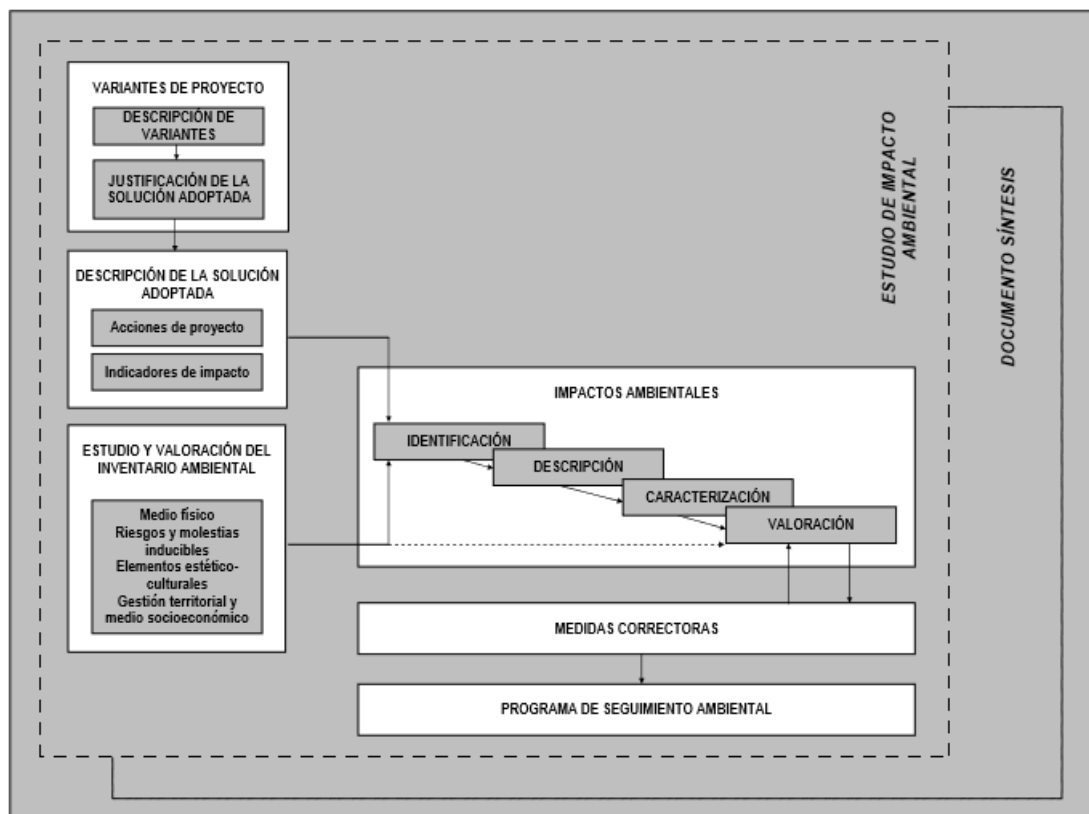 VARIANTES DE PROYECTO
DESCRIPCIÓN DE
VARIANTES
JUSTIFICACIÓN DE LA
SOLUCIÓN ADOPTADA
DESCRIPCIÓN DE LA SOLUCIÓN
ADOPTADA
Acciones de proyecto
Indicadores de impacto
ESTUDIO Y VALORACIÓN DEL
INVENTARIO AMBIENTAL
Medio físico
Riesgos y molestias
inducibles
Elementos estético-
culturales
Gestión territorial y
medio socioeconómico
IMPACTOS AMBIENTALES
IDENTIFICACIÓN
DESCRIPCIÓN
CARACTERIZACIÓN
VALORACIÓN
MEDIDAS CORRECTORAS
PROGRAMA DE SEGUIMIENTO AMBIENTAL
ESTUDIO DE IMPACTO
AMBIENTAL
DOCUMENTO SÍNTESIS